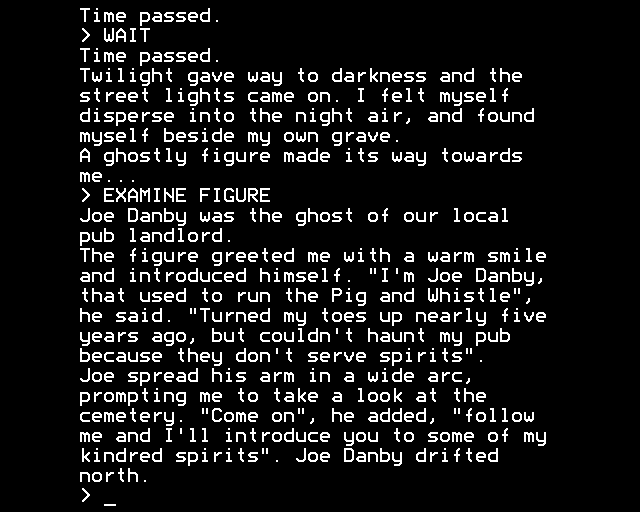 Time passed.
> WAIT
Time passed.
Twilight gave way to darkness and the
street lights came on. I felt myself
disperse into the night air, and found
myself beside my own grave.
A ghostly figure made its way towards
me...
> EXAMINE FIGURE
Joe Danby was the ghost of our local
pub landlord.
The figure greeted me with a warm smile
and introduced himself. "I'm Joe Danby,
that used to run the Pig and Whistle",
he said. "Turned my toes up nearly five
years ago, but couldn't haunt my pub
because they don't serve spirits".
Joe spread his arm in a wide arc,
prompting me to take a look at the
cemetery. "Come on", he added, "follow
me and I'll introduce you to some of my
kindred spirits". Joe Danby drifted
north.
> _